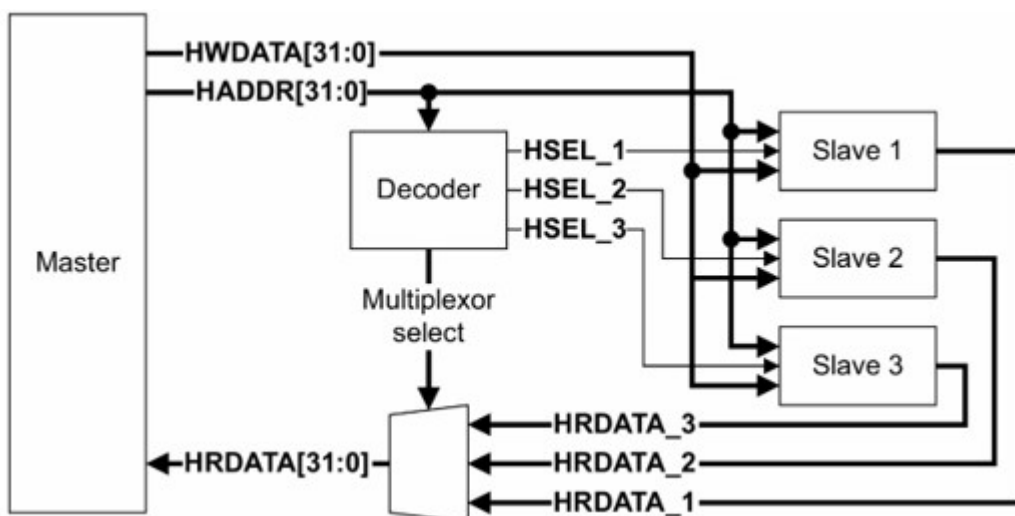 HWDATA[31:0]
HADDR[31:0]
HSEL_1
Slave 1
Decoder
HSEL_2
HSEL_3
Master
Slave 2
Multiplexor
select
Slave 3
HRDATA_3
HRDATA[31:0]
HRDATA_2
HRDATA_1